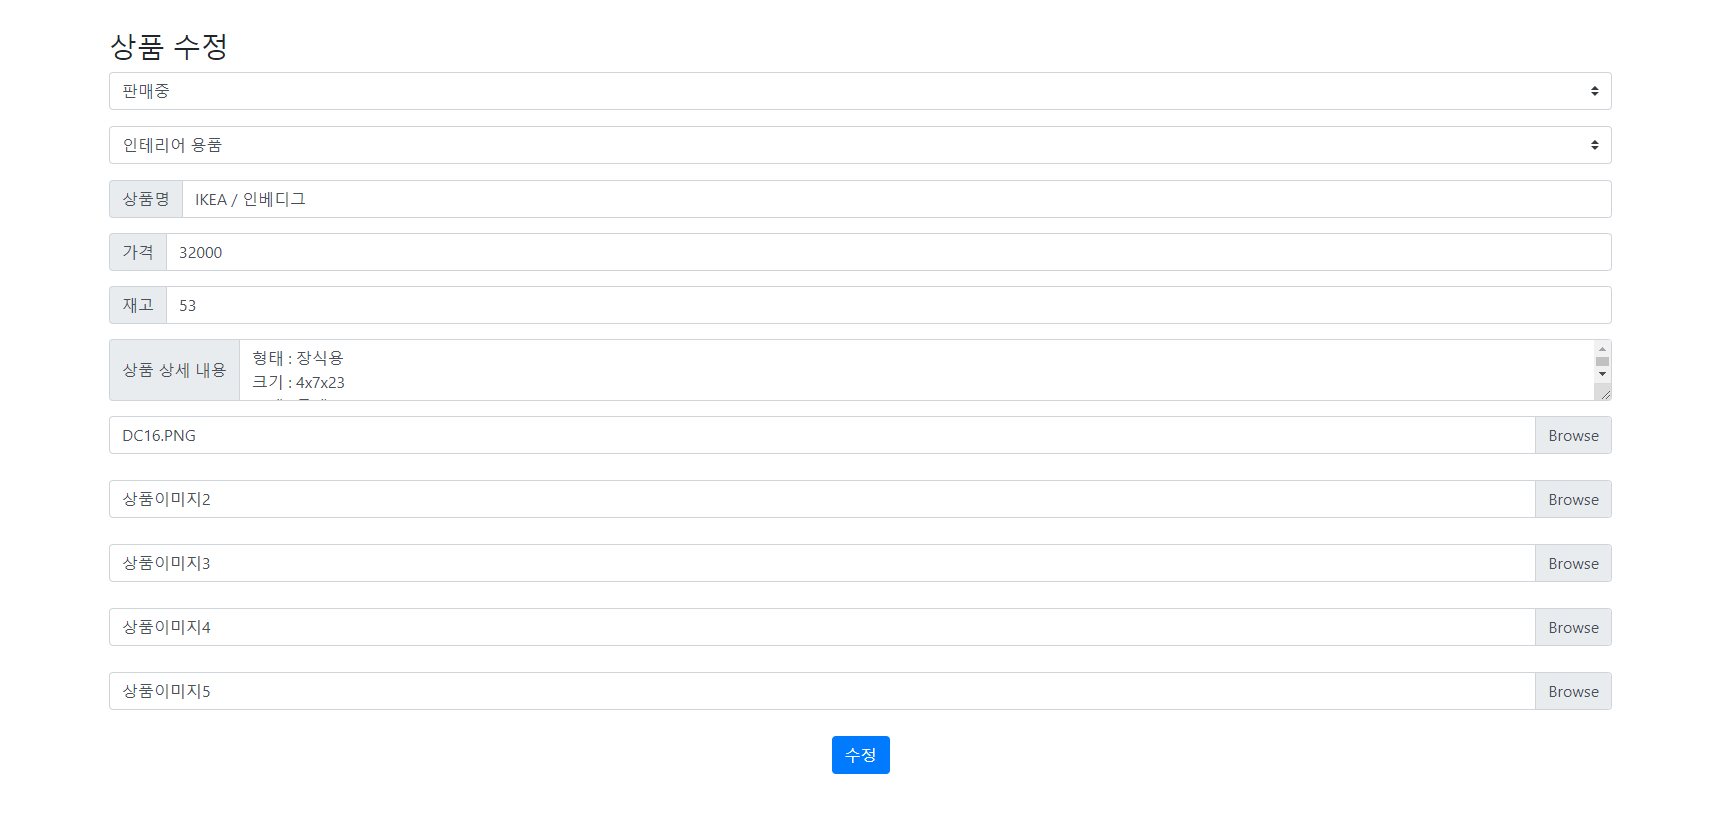 상품 수정
판매중
인테리어 용품
상품명 IKEA / 인베디그
가격 32000
재고 53
상품 상세 내용
형태 : 장식용
크기 : 4x7x23
DC16.PNG Browse
상품이미지2 Browse
상품이미지3 Browse
상품이미지4 Browse
상품이미지5 Browse
수정